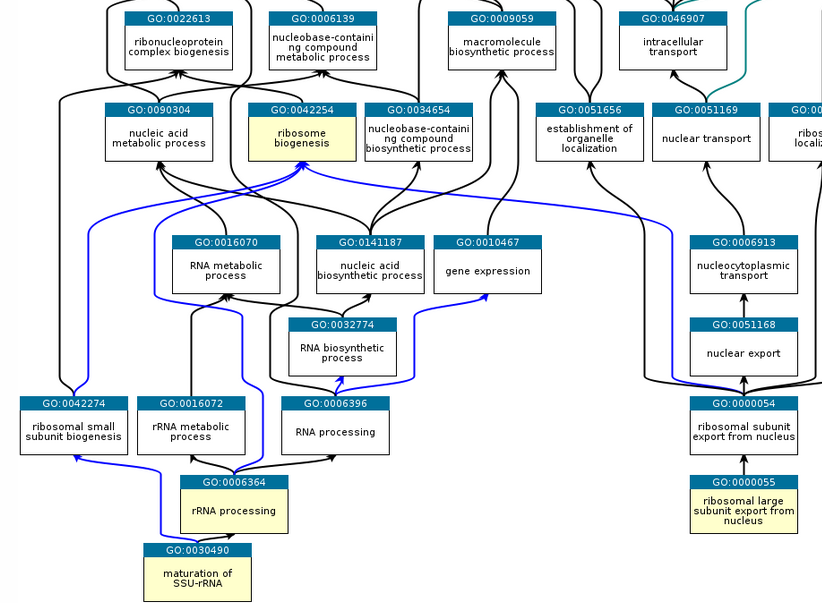 GO:0022613
ribonucleoprotein
complex biogenesis
GO:0006139
nucleobase-containi
ng compound
metabolic process
GO:0009059
macromolecule
biosynthetic process
GO:0046907
intracellular
transport
GO:0090304
nucleic acid
metabolic process
GO:0042254
ribosome
biogenesis
GO:0034654
nucleobase-containi
ng compound
biosynthetic process
GO:0051656
establishment of
organelle
localization
GO:0051169
nuclear transport
GO:00
ribos
localiz
GO:0016070
RNA metabolic
process
GO:0141187
nucleic acid
biosynthetic process
GO:0010467
gene expression
GO:0006913
nucleocytoplasmic
transport
GO:0032774
RNA biosynthetic
process
GO:0051168
nuclear export
GO:0042274
ribosomal small
subunit biogenesis
GO:0016072
rRNA metabolic
process
GO:0006396
RNA processing
GO:0000054
ribosomal subunit
export from nucleus
GO:0006364
rRNA processing
GO:0000055
ribosomal large
subunit export from
nucleus
GO:0030490
maturation of
SSU-rRNA